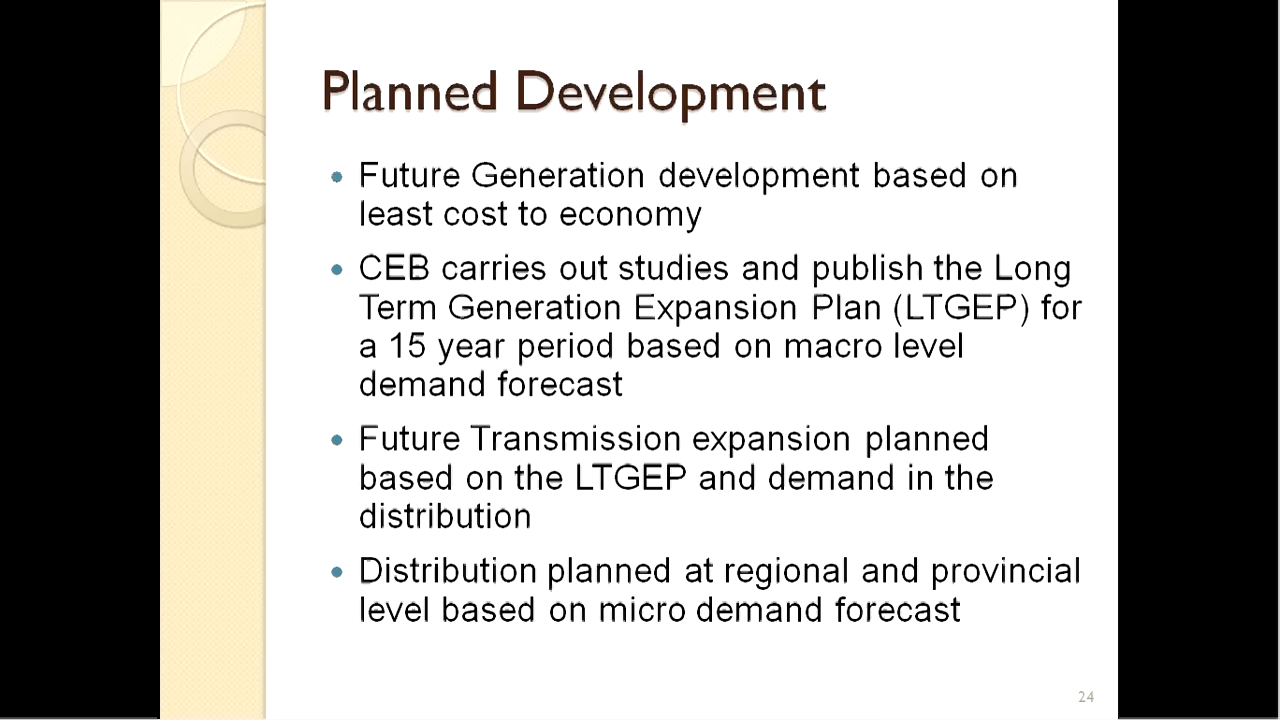 Planned Development
• Future Generation development based on
least cost to economy
• CEB carries out studies and publish the Long
Term Generation Expansion Plan (LTGEP) for
a 15 year period based on macro level
demand forecast
• Future Transmission expansion planned
based on the LTGEP and demand in the
distribution
• Distribution planned at regional and provincial
level based on micro demand forecast
24